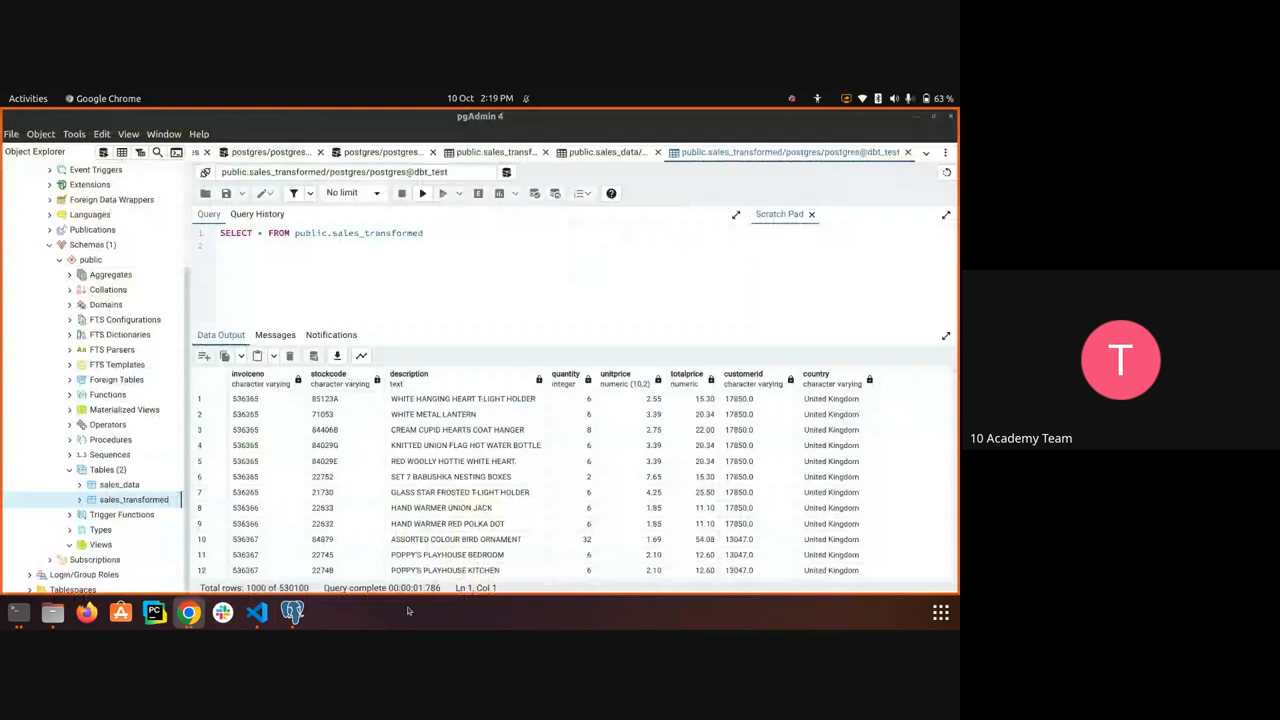 Activities
Google Chrome
10 Oct 2:19 PM
63 %
pgAdmin 4
File Object Tools Edit View Window Help
Object Explorer
Event Triggers
Extensions
Foreign Data Wrappers
Languages
Publications
Schemas (1)
public
Aggregates
Collations
Domains
FTS Configurations
FTS Dictionaries
FTS Parsers
FTS Templates
Foreign Tables
Functions
Materialized Views
Operators
Procedures
Sequences
Tables (2)
sales_data
sales_transformed
Trigger Functions
Types
Views
Subscriptions
Login/Group Roles
Tablespaces
postgres/postgres... postgres/postgres... public.sales_transf... public.sales_data/... public.sales_transformed/postgres/postgres@dbt_test
public.sales_transformed/postgres/postgres@dbt_test
No limit
Query Query History
Scratch Pad
1 SELECT * FROM public.sales_transformed
2
Data Output Messages Notifications
invoiceno stockcode description quantity unitprice totalprice customerid country
character varying character varying text integer numeric (10,2) numeric character varying character varying
1 536365 85123A WHITE HANGING HEART T-LIGHT HOLDER 6 2.55 15.30 17850.0 United Kingdom
2 536365 71053 WHITE METAL LANTERN 6 3.39 20.34 17850.0 United Kingdom
3 536365 84406B CREAM CUPID HEARTS COAT HANGER 8 2.75 22.00 17850.0 United Kingdom
4 536365 84029G KNITTED UNION FLAG HOT WATER BOTTLE 6 3.39 20.34 17850.0 United Kingdom
5 536365 84029E RED WOOLLY HOTTIE WHITE HEART. 6 3.39 20.34 17850.0 United Kingdom
6 536365 22752 SET 7 BABUSHKA NESTING BOXES 2 7.65 15.30 17850.0 United Kingdom
7 536365 21730 GLASS STAR FROSTED T-LIGHT HOLDER 6 4.25 25.50 17850.0 United Kingdom
8 536366 22633 HAND WARMER UNION JACK 6 1.85 11.10 17850.0 United Kingdom
9 536366 22632 HAND WARMER RED POLKA DOT 6 1.85 11.10 17850.0 United Kingdom
10 536367 84879 ASSORTED COLOUR BIRD ORNAMENT 32 1.69 54.08 13047.0 United Kingdom
11 536367 22745 POPPY'S PLAYHOUSE BEDROOM 6 2.10 12.60 13047.0 United Kingdom
12 536367 22748 POPPY'S PLAYHOUSE KITCHEN 6 2.10 12.60 13047.0 United Kingdom
Total rows: 1000 of 530100 Query complete 00:00:01.786 Ln 1, Col 1
T
10 Academy Team